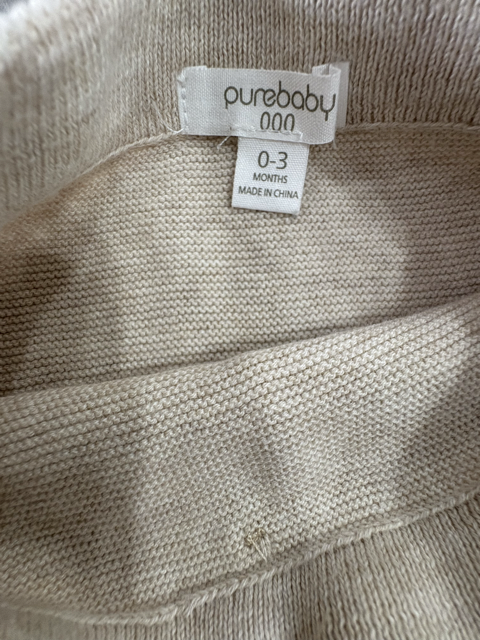 purebaby
000
0-3
MONTHS
MADE IN CHINA